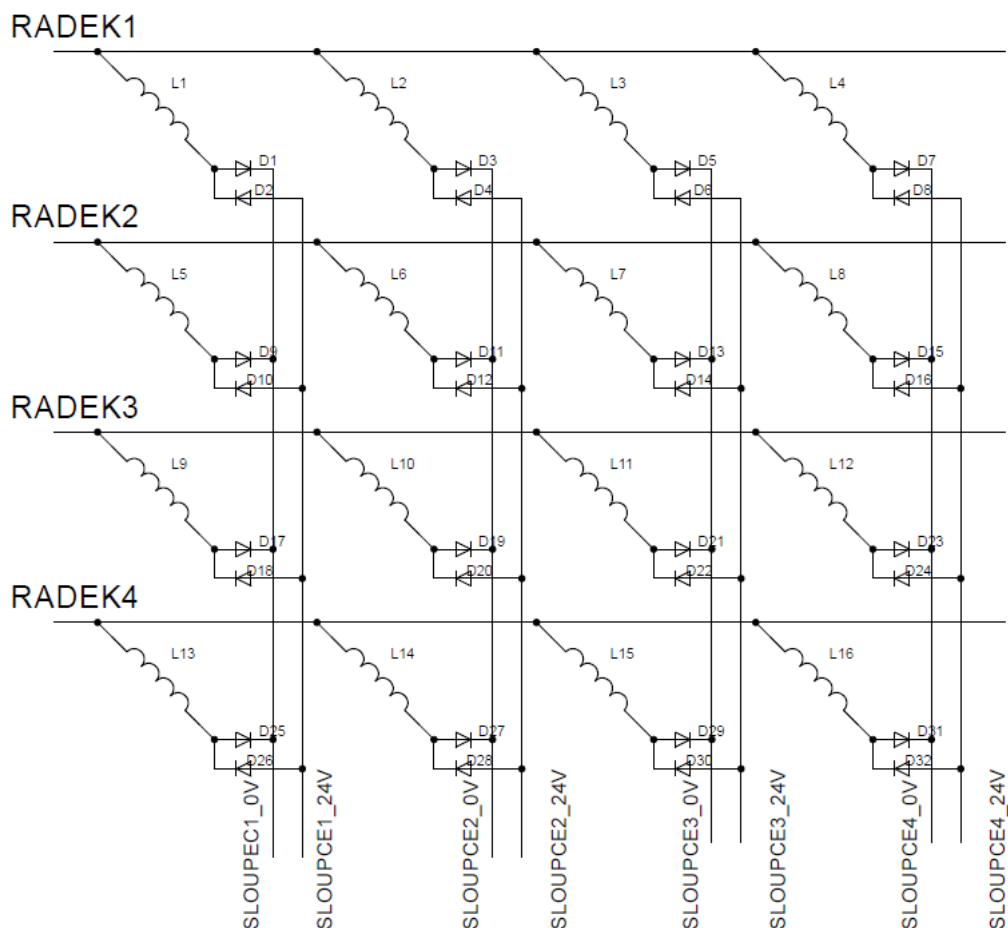 RADEK1
L1 L2 L3 L4
D1 D3 D5 D7
D2 D4 D6 D8
RADEK2
L5 L6 L7 L8
D9 D11 D13 D15
D10 D12 D14 D16
RADEK3
L9 L10 L11 L12
D17 D19 D21 D23
D18 D20 D22 D24
RADEK4
L13 L14 L15 L16
D25 D27 D29 D31
D26 D28 D30 D32
SLOUPEC1_0V
SLOUPCE1_24V
SLOUPCE2_0V
SLOUPCE2_24V
SLOUPCE3_0V
SLOUPCE3_24V
SLOUPCE4_0V
SLOUPCE4_24V